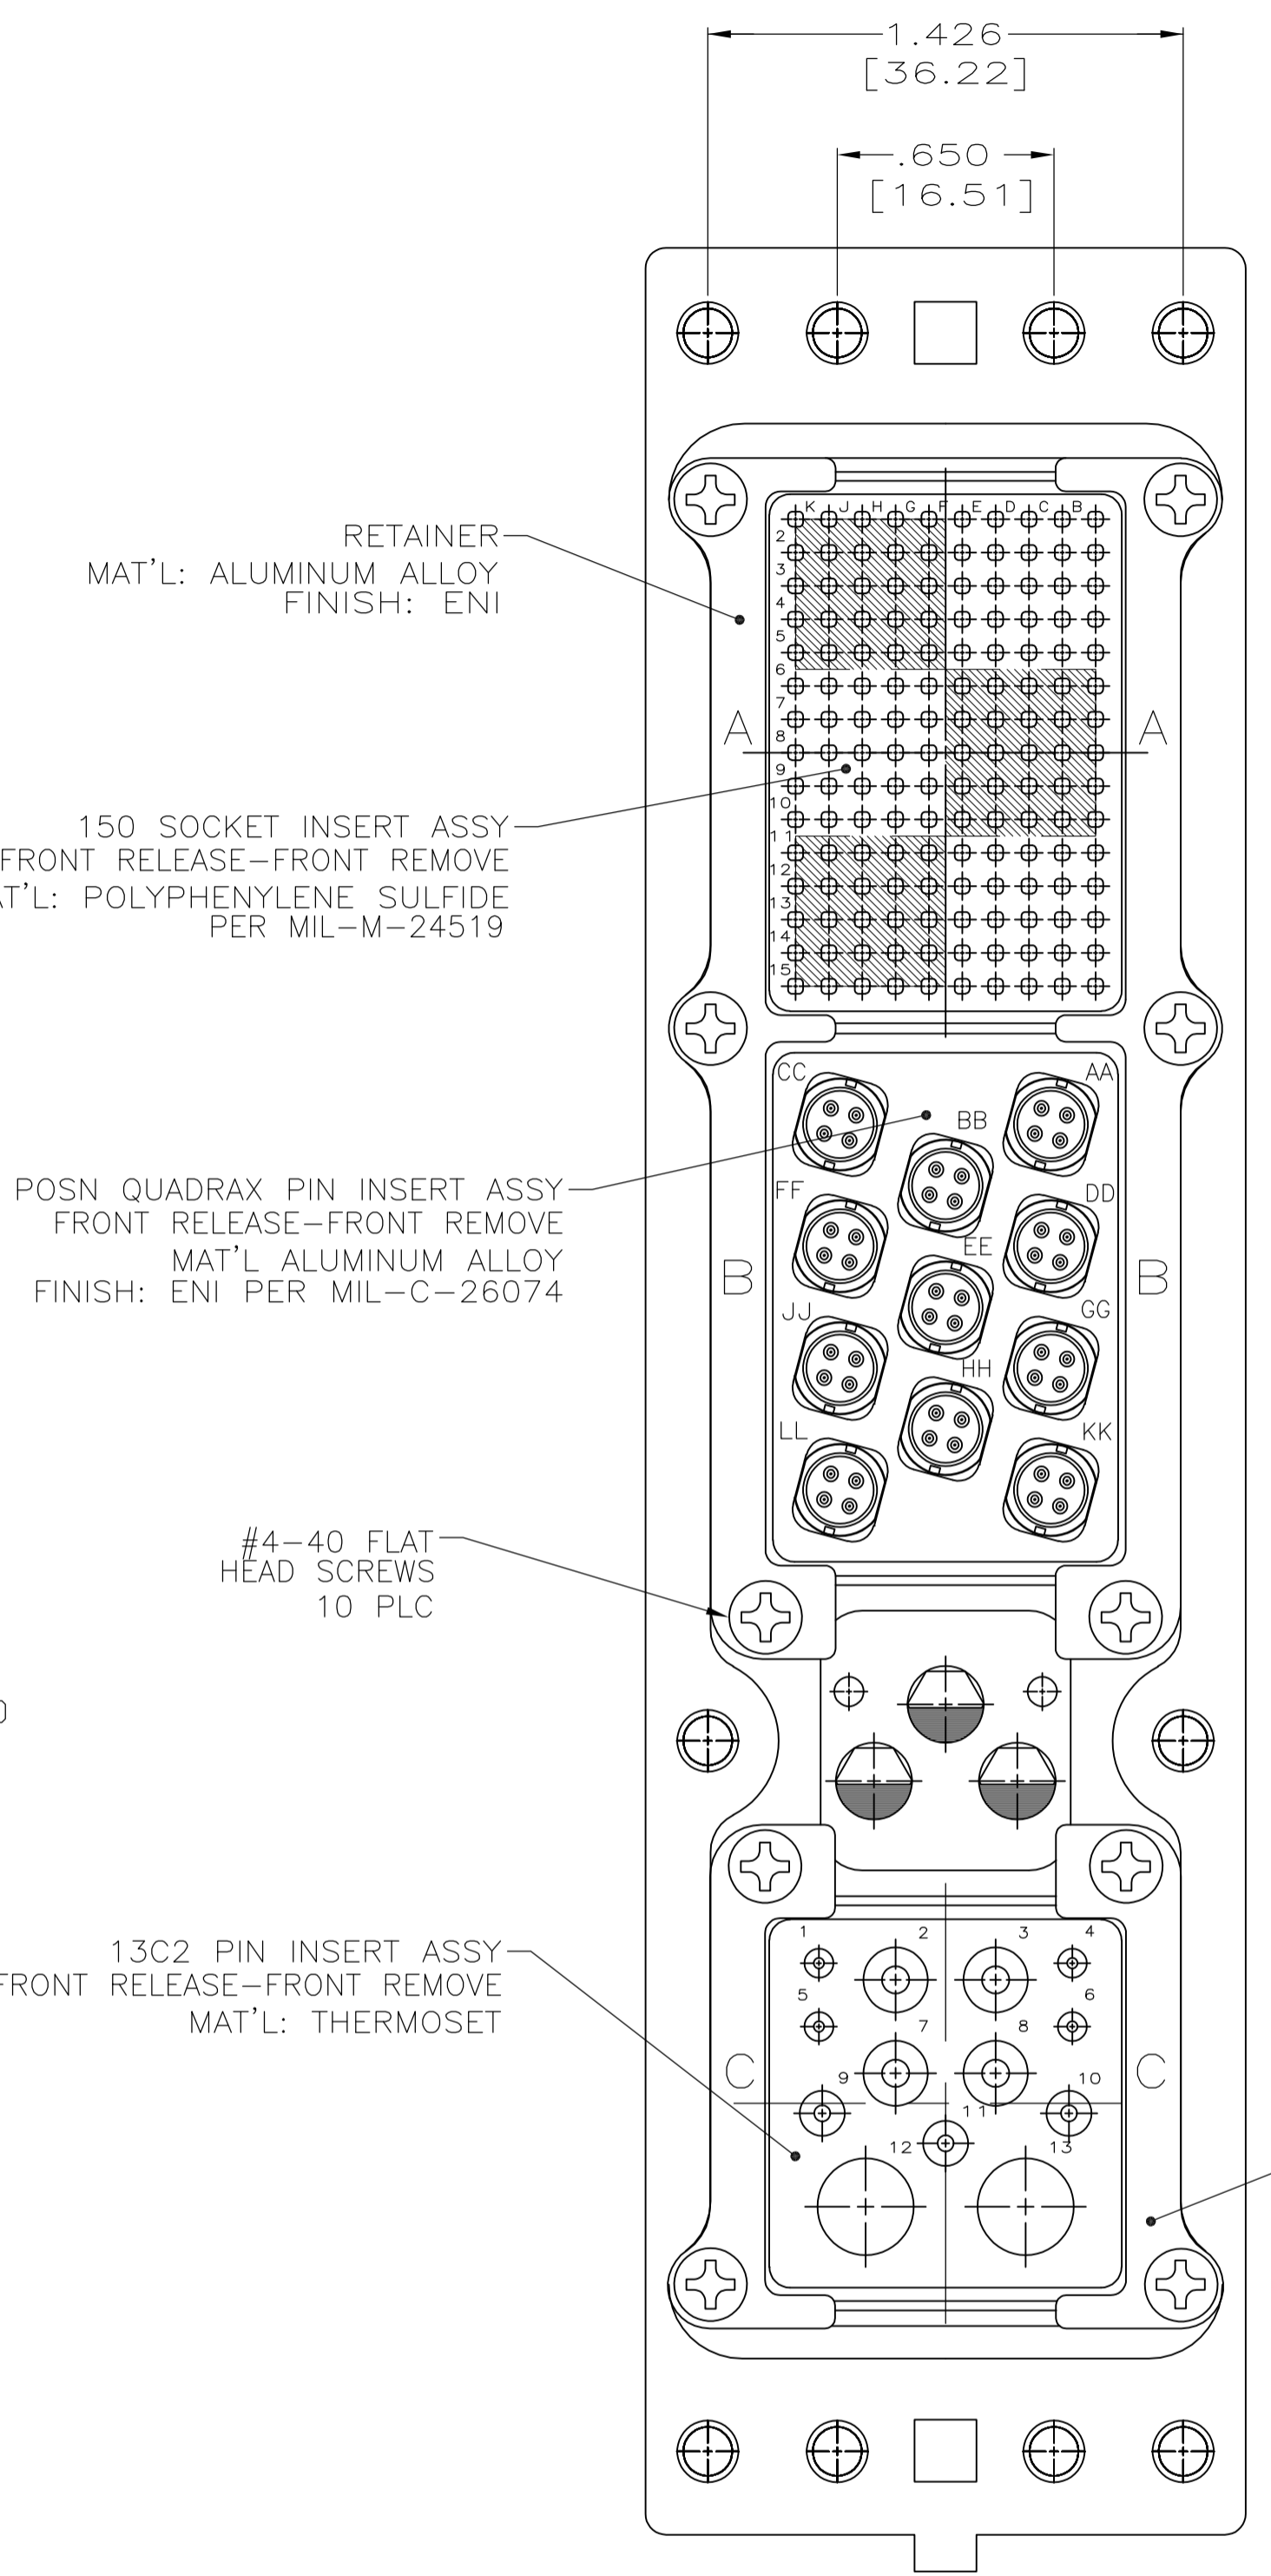 1.426
[36.22]
.650
[16.51]
RETAINER
MAT'L: ALUMINUM ALLOY
FINISH: ENI
K J H G F E D C B
2
3
4
5
6
7
8
9
10
11
12
13
14
15
A A
150 SOCKET INSERT ASSY
FRONT RELEASE-FRONT REMOVE
AT'L: POLYPHENYLENE SULFIDE
PER MIL-M-24519
CC AA
BB
POSN QUADRAX PIN INSERT ASSY
FRONT RELEASE-FRONT REMOVE
MAT'L ALUMINUM ALLOY
FINISH: ENI PER MIL-C-26074
FF DD
EE
B B
JJ GG
HH
LL KK
#4-40 FLAT
HEAD SCREWS
10 PLC
13C2 PIN INSERT ASSY
FRONT RELEASE-FRONT REMOVE
MAT'L: THERMOSET
1 2 3 4
5 6
7 8
C C
9 10
11
12 13